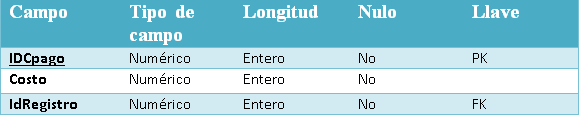 Campo Tipo de campo Longitud Nulo Llave
IDCpago Numérico Entero No PK
Costo Numérico Entero No
IdRegistro Numérico Entero No FK